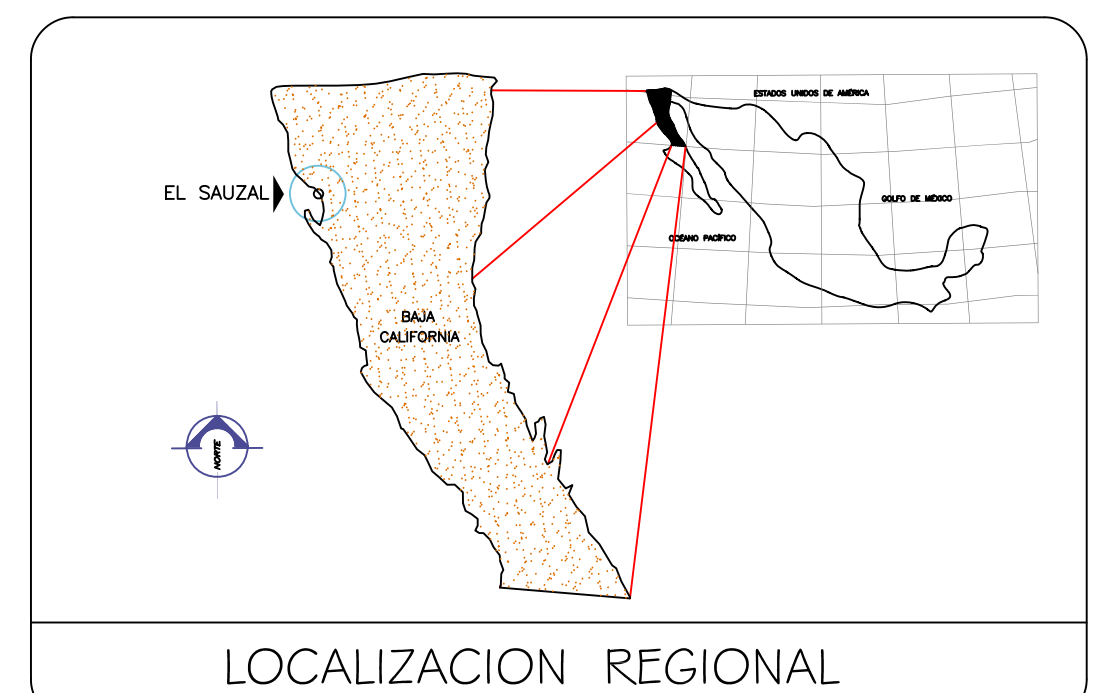 ESTADOS UNIDOS DE AMÉRICA
EL SAUZAL
GOLFO DE MÉXICO
OCÉANO PACÍFICO
BAJA
CALIFORNIA
NORTE
LOCALIZACION REGIONAL